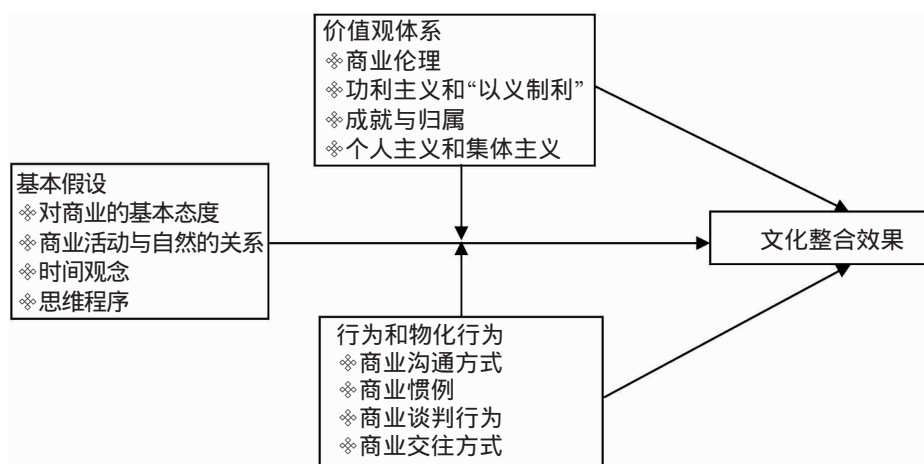 价值观体系
❖商业伦理
❖功利主义和“以义制利”
❖成就与归属
❖个人主义和集体主义
基本假设
❖对商业的基本态度
❖商业活动与自然的关系
❖时间观念
❖思维程序
文化整合效果
行为和物化行为
❖商业沟通方式
❖商业惯例
❖商业谈判行为
❖商业交往方式